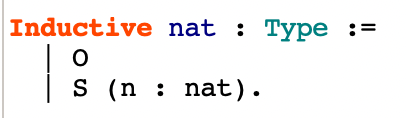 Inductive nat : Type :=
| O
| S (n : nat).